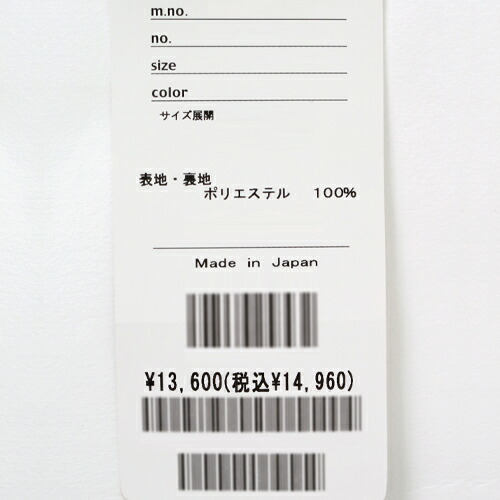 m.no.
no.
size
color
サイズ展開
表地・裏地
ポリエステル 100%
Made in Japan
¥13,600(税込¥14,960)